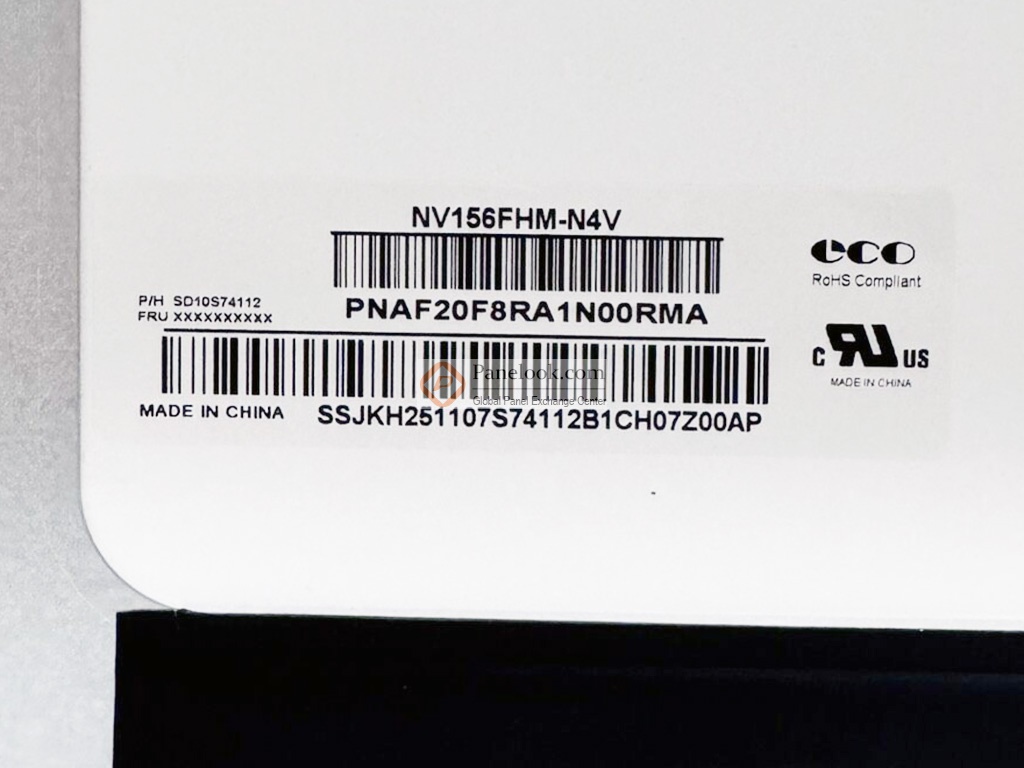 NV156FHM-N4V
eco
RoHS Compliant
PNAF20F8RA1N00RMA
P/H SD10S74112
FRU XXXXXXXXXX
Panelook.com
Global Panel Exchange Center
c RU US
MADE IN CHINA
MADE IN CHINA
SSJKH251107S74112B1CH07Z00AP